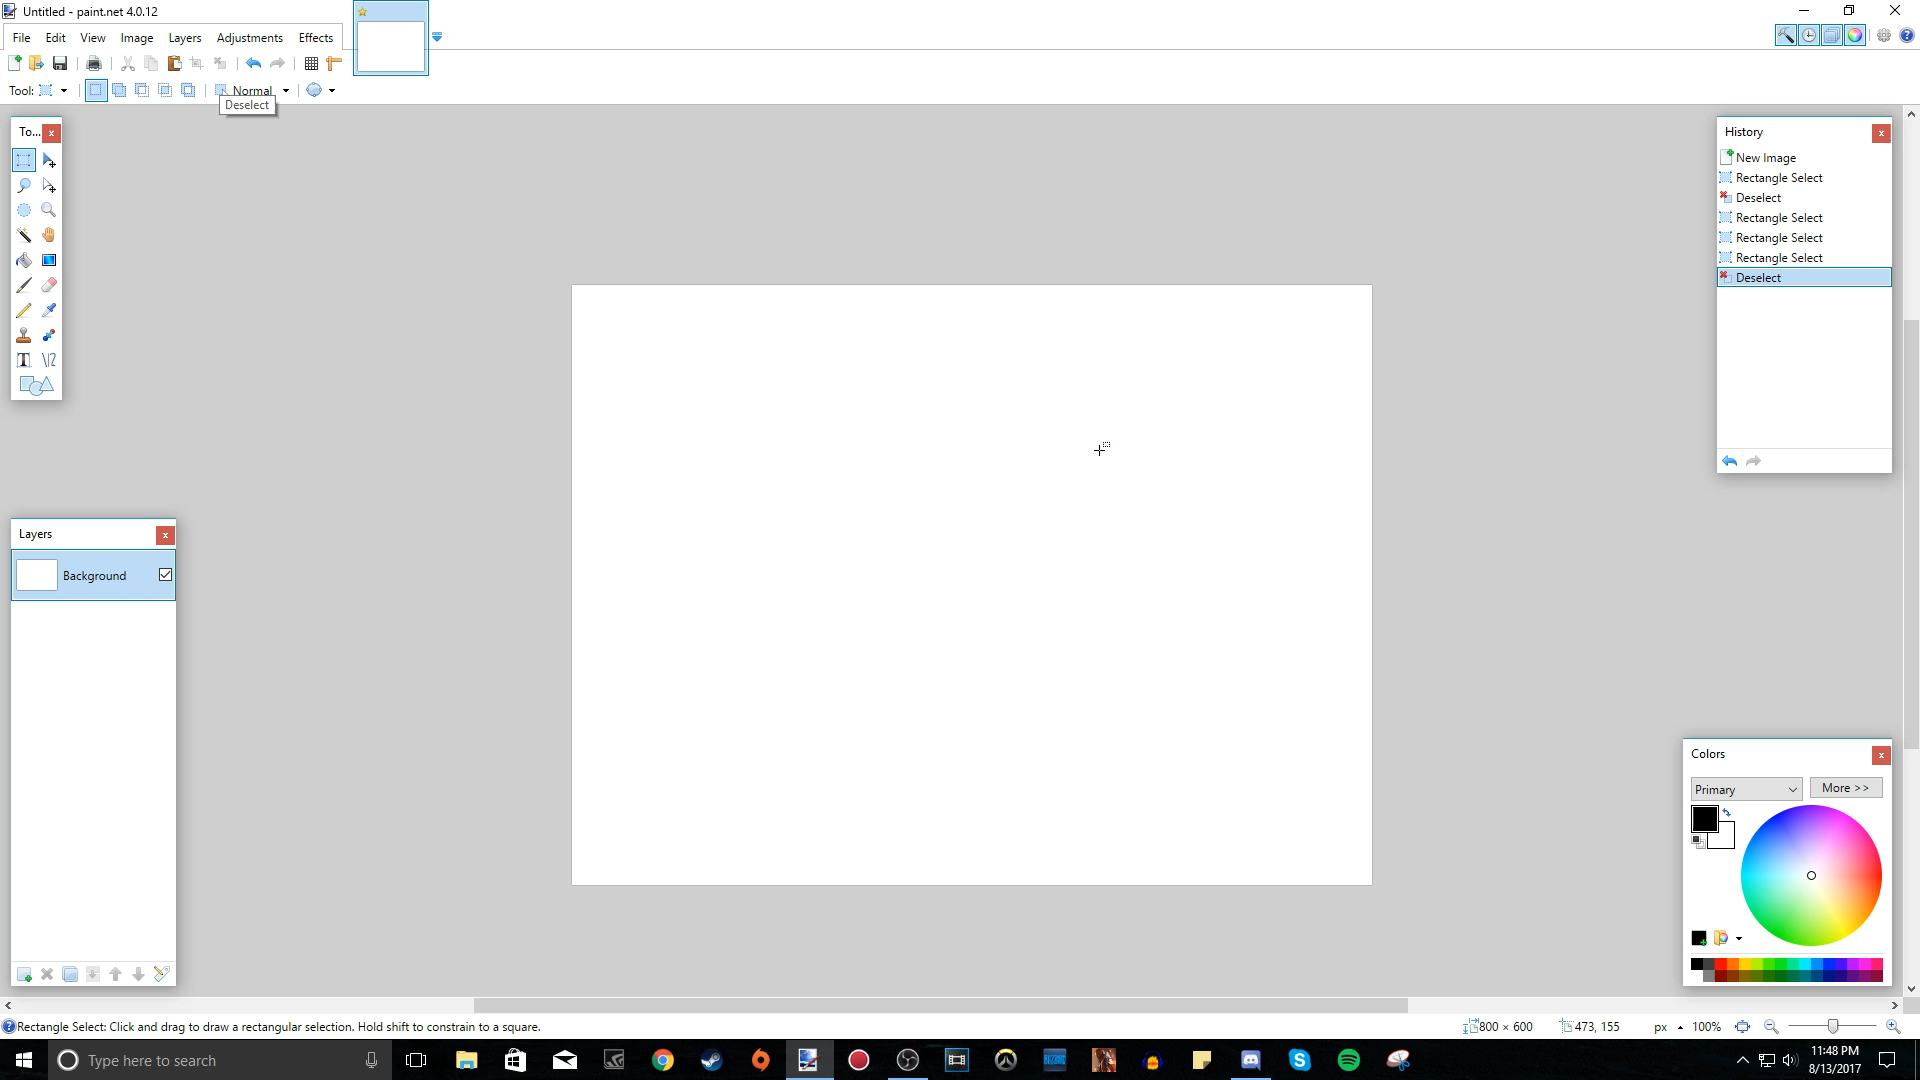 Untitled - paint.net 4.0.12
File Edit View Image Layers Adjustments Effects
Tool: Normal
Deselect
To...
History
New Image
Rectangle Select
Deselect
Rectangle Select
Rectangle Select
Rectangle Select
Deselect
Layers
Background
Colors
Primary More >>
Rectangle Select: Click and drag to draw a rectangular selection. Hold shift to constrain to a square.
800 × 600 473, 155 px 100%
Type here to search
11:48 PM
8/13/2017